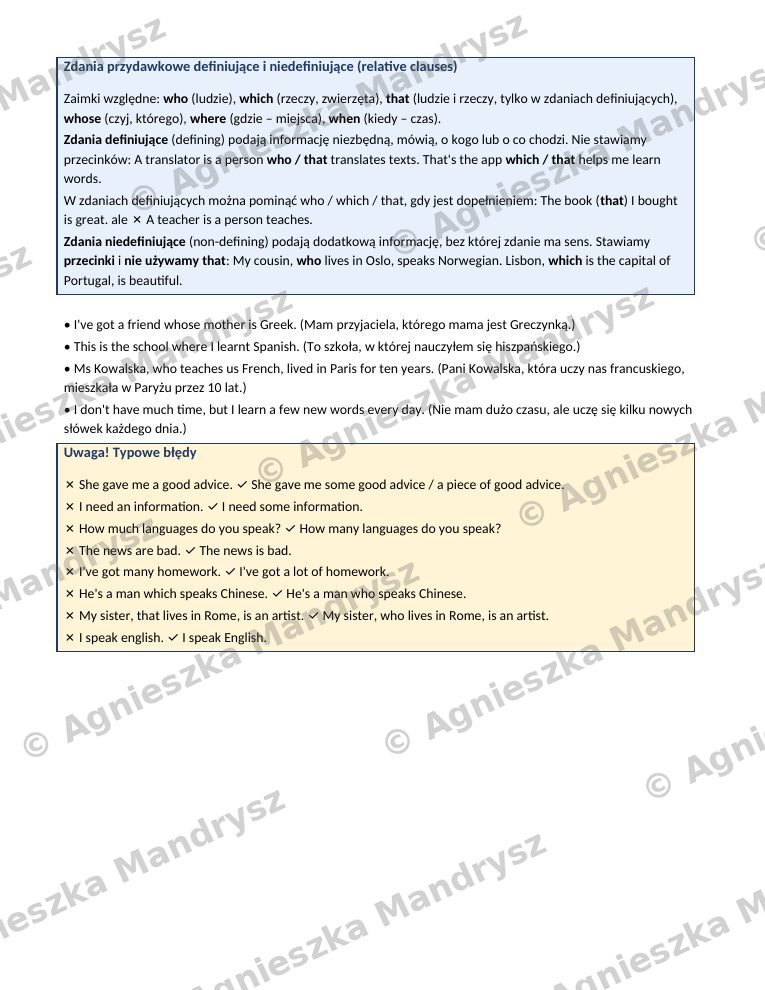 Zdania przydawkowe definiujące i niedefiniujące (relative clauses)
Zaimki względne: who (ludzie), which (rzeczy, zwierzęta), that (ludzie i rzeczy, tylko w zdaniach definiujących),
whose (czyj, którego), where (gdzie – miejsca), when (kiedy – czas).
Zdania definiujące (defining) podają informację niezbędną, mówią, o kogo lub o co chodzi. Nie stawiamy
przecinków: A translator is a person who / that translates texts. That's the app which / that helps me learn
words.
W zdaniach definiujących można pominąć who / which / that, gdy jest dopełnieniem: The book (that) I bought
is great. ale ✕ A teacher is a person teaches.
Zdania niedefiniujące (non-defining) podają dodatkową informację, bez której zdanie ma sens. Stawiamy
przecinki i nie używamy that: My cousin, who lives in Oslo, speaks Norwegian. Lisbon, which is the capital of
Portugal, is beautiful.
• I've got a friend whose mother is Greek. (Mam przyjaciela, którego mama jest Greczynką.)
• This is the school where I learnt Spanish. (To szkoła, w której nauczyłem się hiszpańskiego.)
• Ms Kowalska, who teaches us French, lived in Paris for ten years. (Pani Kowalska, która uczy nas francuskiego,
mieszkała w Paryżu przez 10 lat.)
• I don't have much time, but I learn a few new words every day. (Nie mam dużo czasu, ale uczę się kilku nowych
słówek każdego dnia.)
Uwaga! Typowe błędy
✕ She gave me a good advice. ✓ She gave me some good advice / a piece of good advice.
✕ I need an information. ✓ I need some information.
✕ How much languages do you speak? ✓ How many languages do you speak?
✕ The news are bad. ✓ The news is bad.
✕ I've got many homework. ✓ I've got a lot of homework.
✕ He's a man which speaks Chinese. ✓ He's a man who speaks Chinese.
✕ My sister, that lives in Rome, is an artist. ✓ My sister, who lives in Rome, is an artist.
✕ I speak english. ✓ I speak English.
© Agnieszka Mandrysz